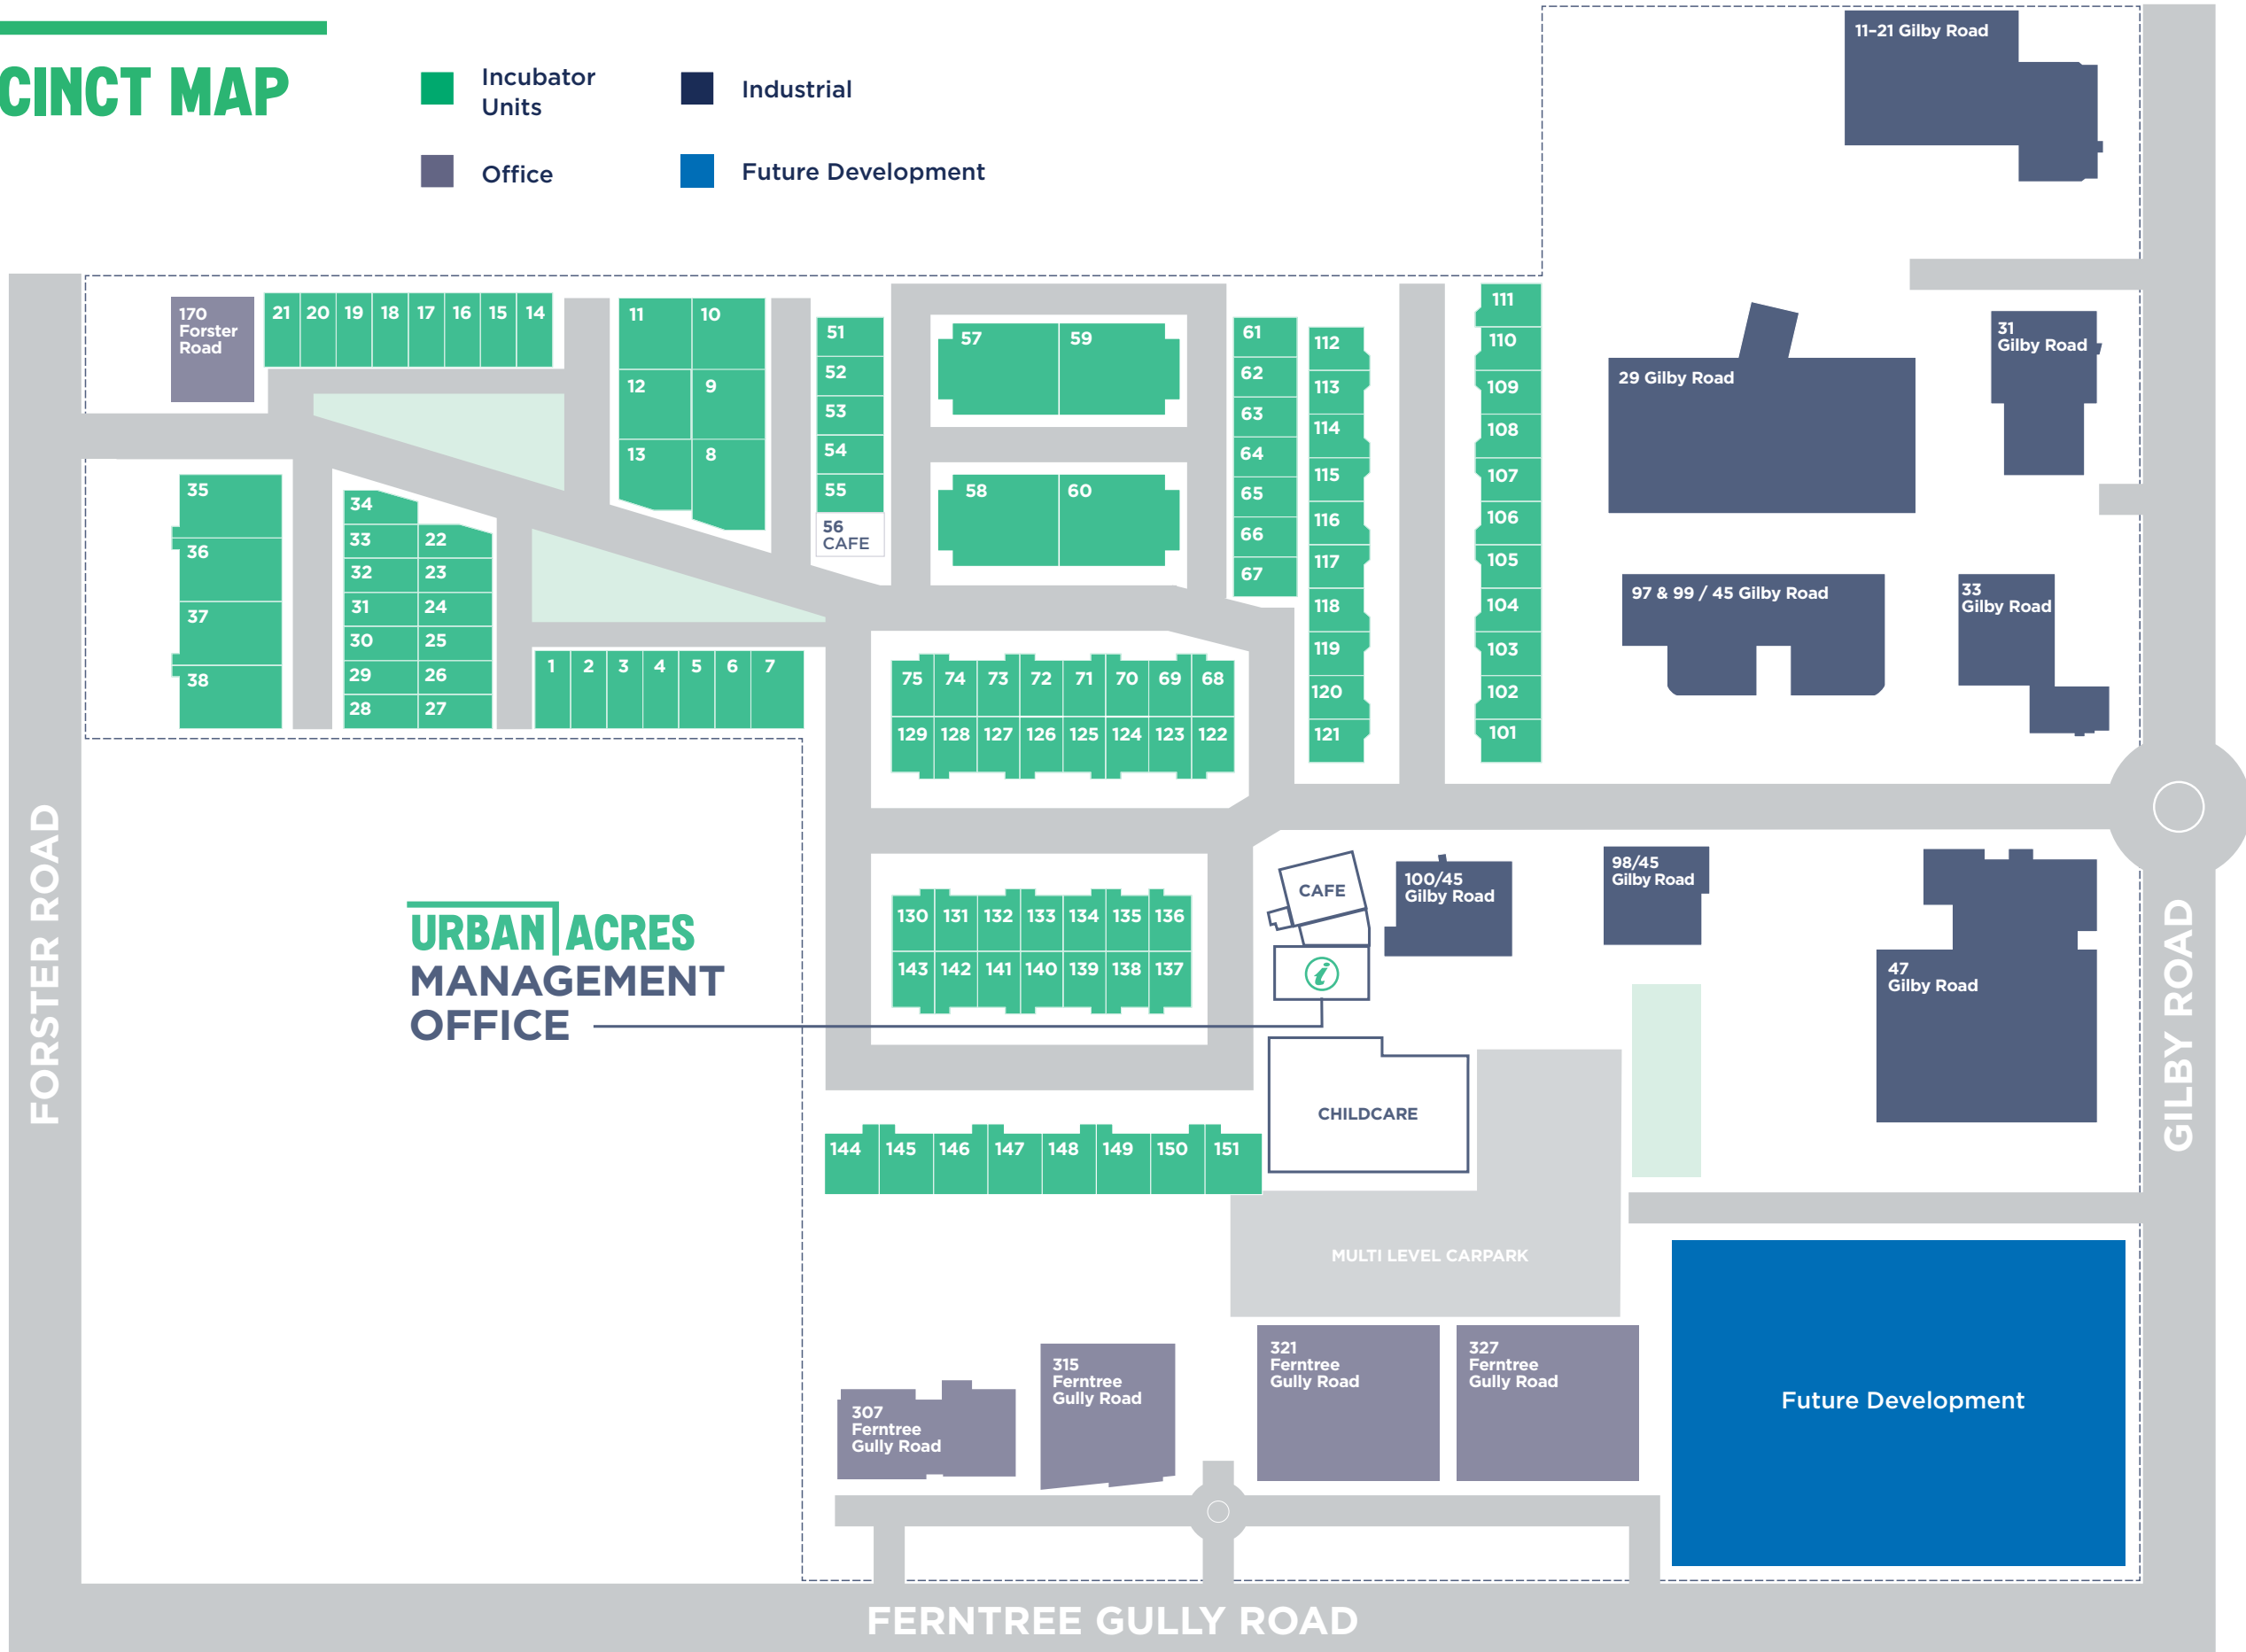 CINCT MAP
Incubator
Units
Industrial
Office
Future Development
11–21 Gilby Road
170
Forster
Road
21 20 19 18 17 16 15 14
11 10
12 9
13 8
51
52
53
54
55
56
CAFE
57 59
58 60
61
62
63
64
65
66
67
112
113
114
115
116
117
118
119
120
121
111
110
109
108
107
106
105
104
103
102
101
29 Gilby Road
31
Gilby Road
97 & 99 / 45 Gilby Road
33
Gilby Road
35
36
37
38
34
33 22
32 23
31 24
30 25
29 26
28 27
1 2 3 4 5 6 7
75 74 73 72 71 70 69 68
129 128 127 126 125 124 123 122
FORSTER ROAD
URBAN ACRES
MANAGEMENT
OFFICE
130 131 132 133 134 135 136
143 142 141 140 139 138 137
CAFE
i
100/45
Gilby Road
98/45
Gilby Road
47
Gilby Road
GILBY ROAD
CHILDCARE
144 145 146 147 148 149 150 151
MULTI LEVEL CARPARK
307
Ferntree
Gully Road
315
Ferntree
Gully Road
321
Ferntree
Gully Road
327
Ferntree
Gully Road
Future Development
FERNTREE GULLY ROAD